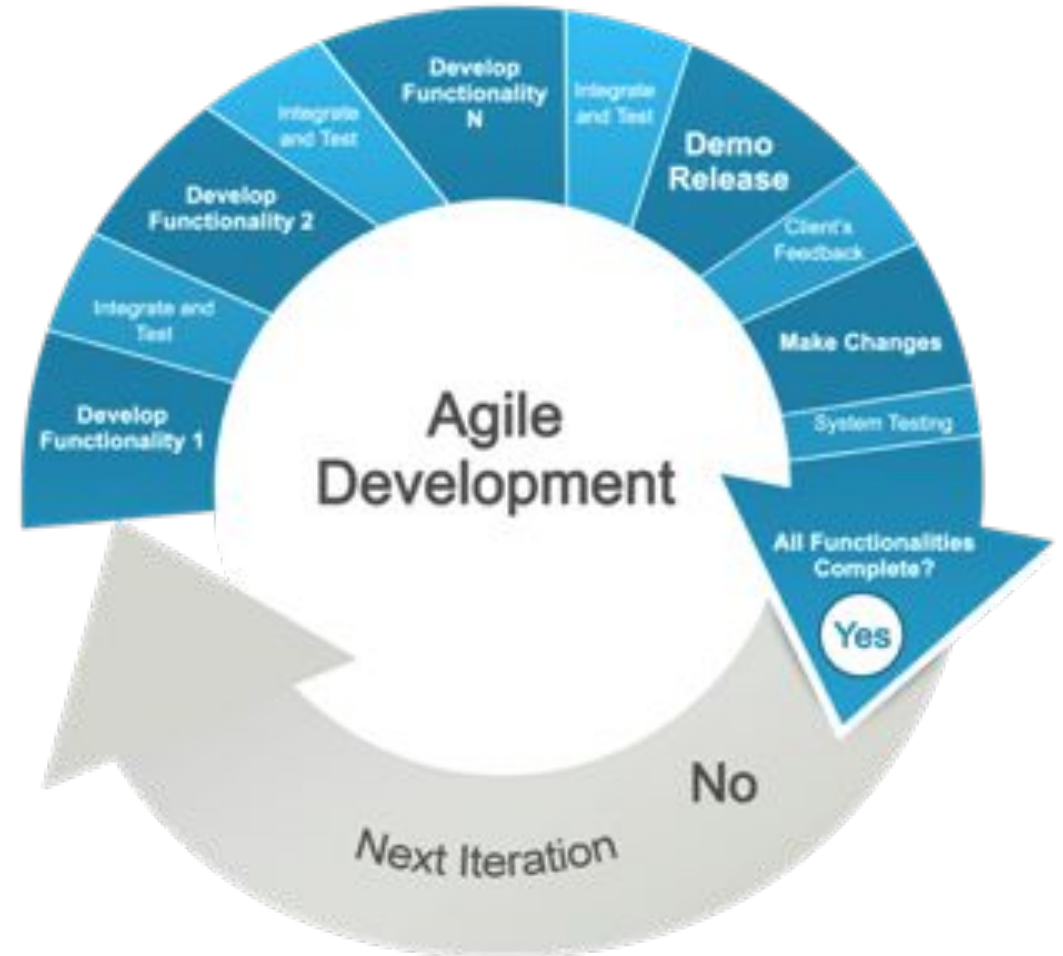 Develop
Functionality 1
Integrate and
Test
Develop
Functionality 2
Integrate
and Test
Develop
Functionality
N
Integrate
and Test
Demo
Release
Client's
Feedback
Make Changes
System Testing
All Functionalities
Complete?
Yes
No
Next Iteration
Agile
Development